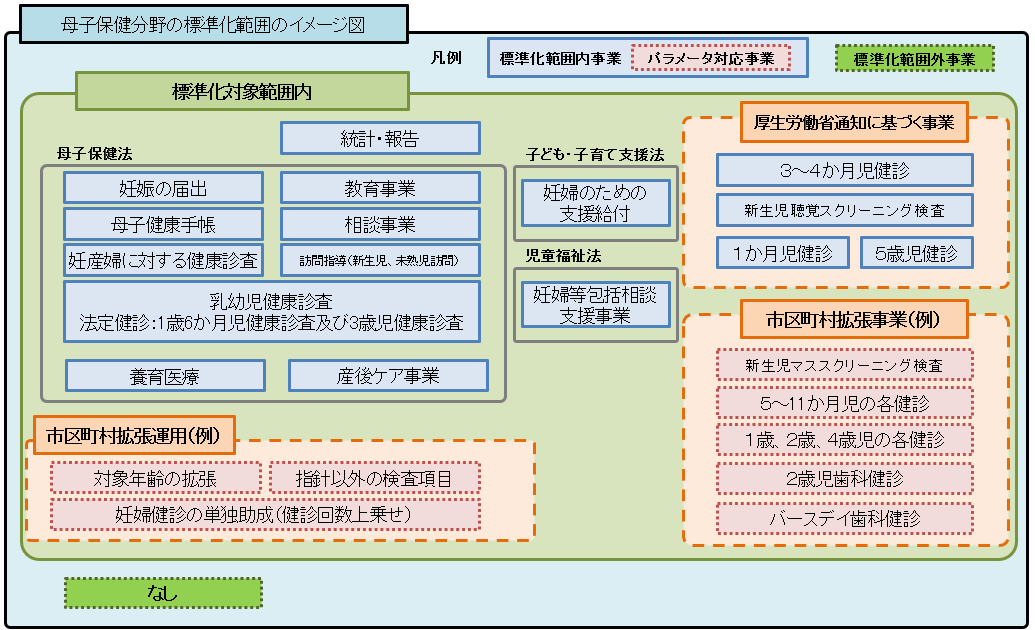 母子保健分野の標準化範囲のイメージ図
凡例
標準化範囲内事業
パラメータ対応事業
標準化範囲外事業
標準化対象範囲内
統計・報告
母子保健法
妊娠の届出
教育事業
母子健康手帳
相談事業
妊産婦に対する健康診査
訪問指導(新生児、未熟児訪問)
乳幼児健康診査
法定健診:1歳6か月児健康診査及び3歳児健康診査
養育医療
産後ケア事業
子ども・子育て支援法
妊婦のための
支援給付
児童福祉法
妊婦等包括相談
支援事業
厚生労働省通知に基づく事業
3~4か月児健診
新生児聴覚スクリーニング検査
1か月児健診
5歳児健診
市区町村拡張事業(例)
新生児マススクリーニング検査
5~11か月児の各健診
1歳、2歳、4歳児の各健診
2歳児歯科健診
バースデイ歯科健診
市区町村拡張運用(例)
対象年齢の拡張
指針以外の検査項目
妊婦健診の単独助成(健診回数上乗せ)
なし